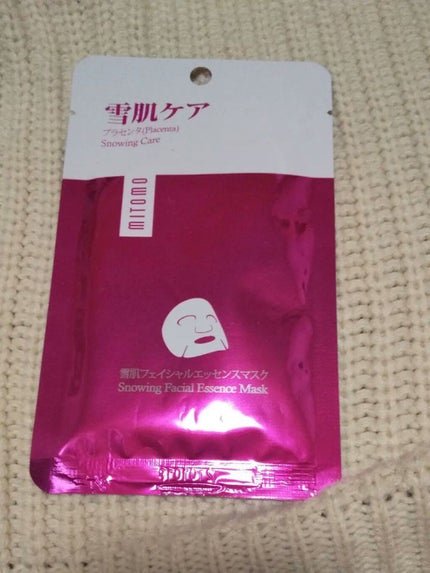 雪肌ケア
プラセンタ(Placenta)
Snowing Care
MITOMO
雪肌フェイシャルエッセンスマスク
Snowing Facial Essence Mask